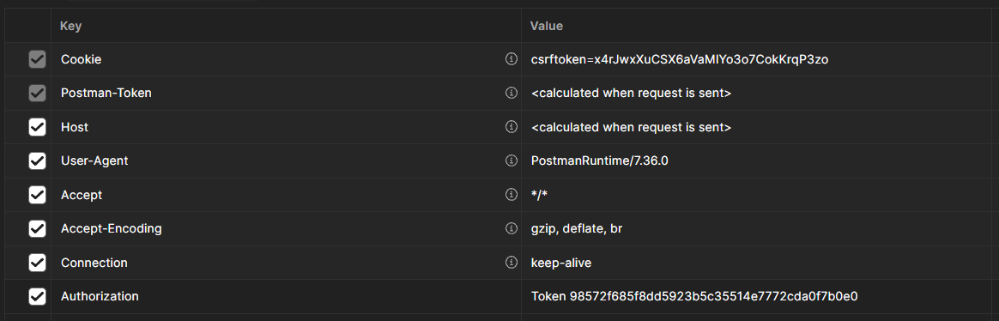 Key Value
Cookie csrftoken=x4rJwxXuCSX6aVaMlYo3o7CokKrqP3zo
Postman-Token <calculated when request is sent>
Host <calculated when request is sent>
User-Agent PostmanRuntime/7.36.0
Accept */*
Accept-Encoding gzip, deflate, br
Connection keep-alive
Authorization Token 98572f685f8dd5923b5c35514e7772cda0f7b0e0